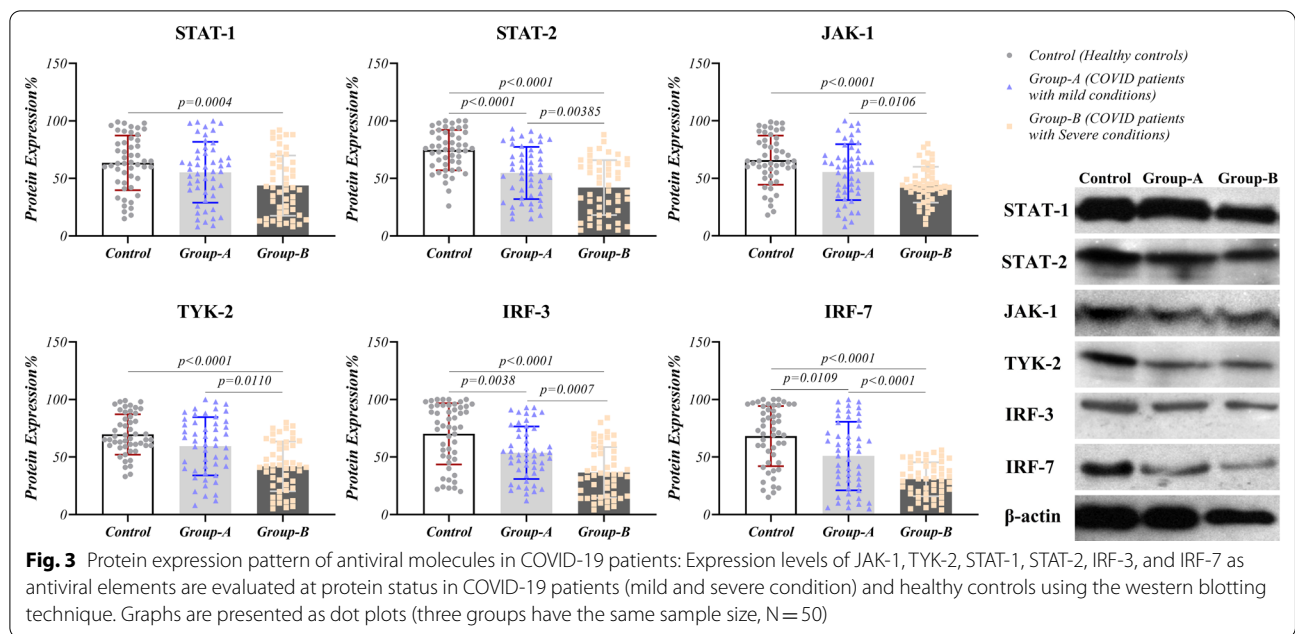 STAT-1
Protein Expression%
150
100
50
0
p=0.0004
Control Group-A Group-B
STAT-2
Protein Expression%
150
100
50
0
p<0.0001
p<0.0001
p=0.00385
Control Group-A Group-B
JAK-1
Protein Expression%
150
100
50
0
p<0.0001
p=0.0106
Control Group-A Group-B
Control (Healthy controls)
Group-A (COVID patients
with mild conditions)
Group-B (COVID patients
with Severe conditions)
TYK-2
Protein Expression%
150
100
50
0
p<0.0001
p=0.0110
Control Group-A Group-B
IRF-3
Protein Expression%
150
100
50
0
p<0.0001
p=0.0038
p=0.0007
Control Group-A Group-B
IRF-7
Protein Expression%
150
100
50
0
p<0.0001
p=0.0109
p<0.0001
Control Group-A Group-B
Control Group-A Group-B
STAT-1
STAT-2
JAK-1
TYK-2
IRF-3
IRF-7
β-actin
Fig. 3 Protein expression pattern of antiviral molecules in COVID-19 patients: Expression levels of JAK-1, TYK-2, STAT-1, STAT-2, IRF-3, and IRF-7 as
antiviral elements are evaluated at protein status in COVID-19 patients (mild and severe condition) and healthy controls using the western blotting
technique. Graphs are presented as dot plots (three groups have the same sample size, N = 50)